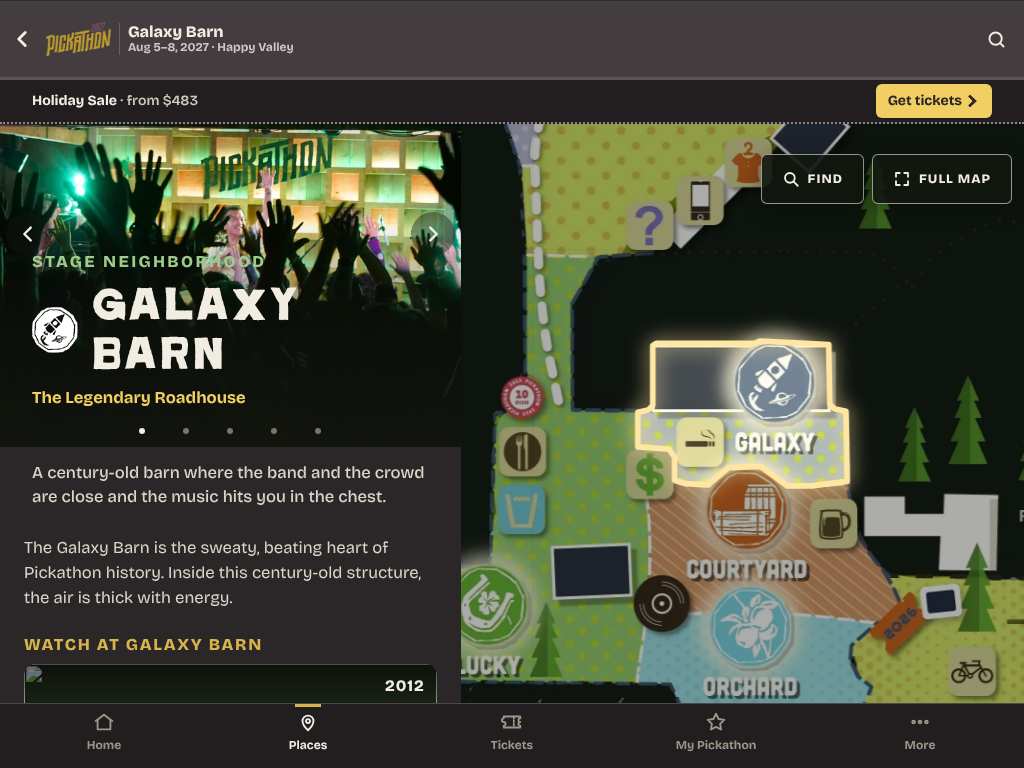 PICKATHON
Galaxy Barn
Aug 5–8, 2027 · Happy Valley
Holiday Sale · from $483
Get tickets
PICKATHON
STAGE NEIGHBORHOOD
GALAXY
BARN
The Legendary Roadhouse
A century-old barn where the band and the crowd
are close and the music hits you in the chest.
The Galaxy Barn is the sweaty, beating heart of
Pickathon history. Inside this century-old structure,
the air is thick with energy.
WATCH AT GALAXY BARN
2012
2
FIND
FULL MAP
?
10
GALAXY
$
COURTYARD
LUCKY
ORCHARD
2026
Home
Places
Tickets
My Pickathon
More